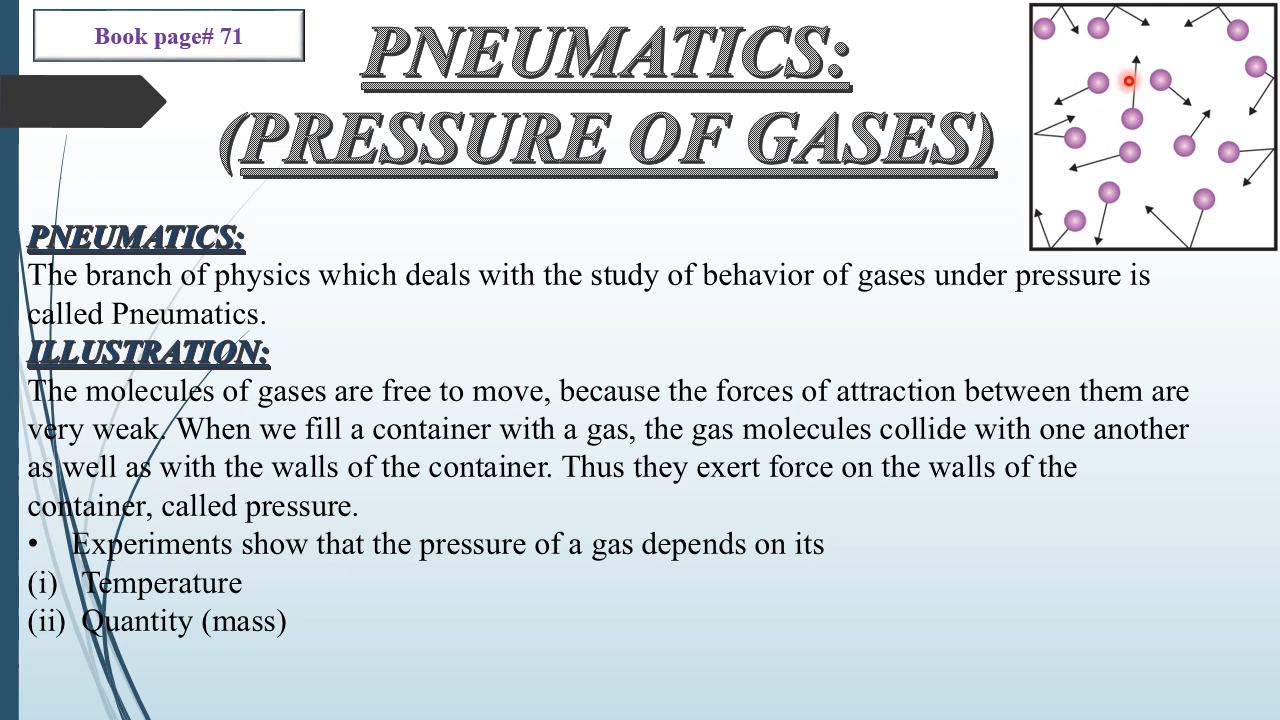 Book page# 71
PNEUMATICS:
(PRESSURE OF GASES)
PNEUMATICS:
The branch of physics which deals with the study of behavior of gases under pressure is
called Pneumatics.
ILLUSTRATION:
The molecules of gases are free to move, because the forces of attraction between them are
very weak. When we fill a container with a gas, the gas molecules collide with one another
as well as with the walls of the container. Thus they exert force on the walls of the
container, called pressure.
• Experiments show that the pressure of a gas depends on its
(i) Temperature
(ii) Quantity (mass)